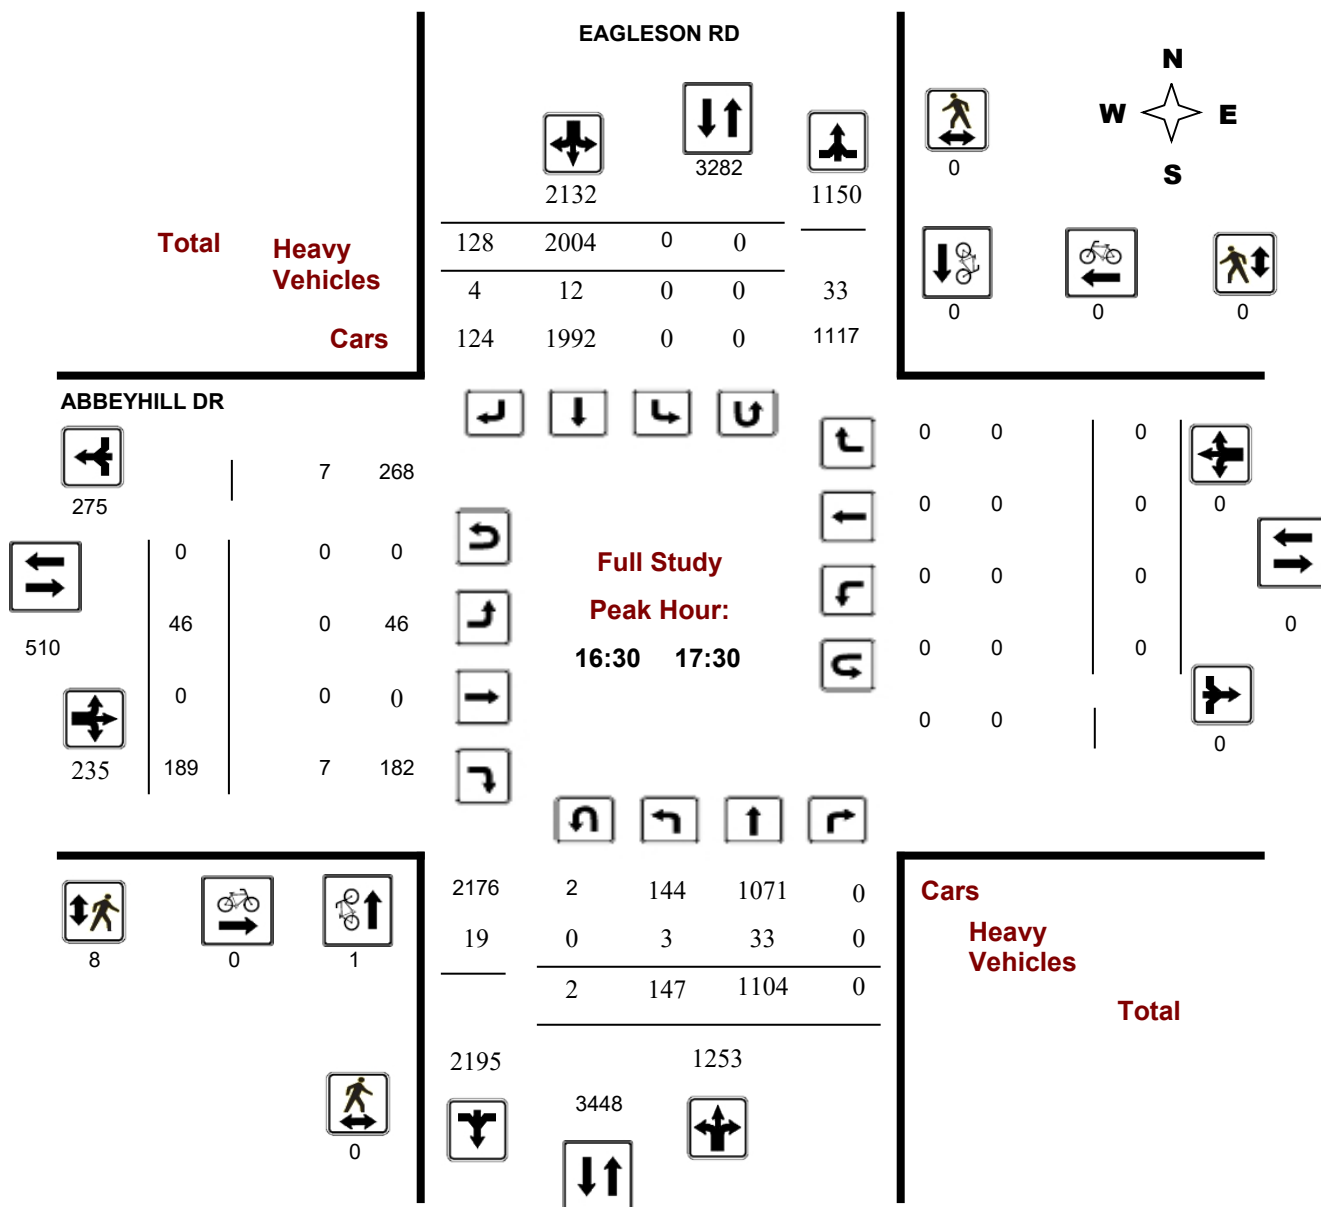 EAGLESON RD
N
W E
S
3282
0
2132 1150
Total Heavy Vehicles Cars
128 2004 0 0
4 12 0 0 33
124 1992 0 0 1117
0 0 0
ABBEYHILL DR
275
7 268
0 0 0
510
46 0 46
0 0 0
235
189 7 182
Full Study
Peak Hour:
16:30 17:30
0 0 0
0 0 0 0
0 0 0
0
0 0 0
0 0
0
2176 2 144 1071 0
19 0 3 33 0
2 147 1104 0
2195 1253
3448
8 0 1
0
Cars
Heavy
Vehicles
Total